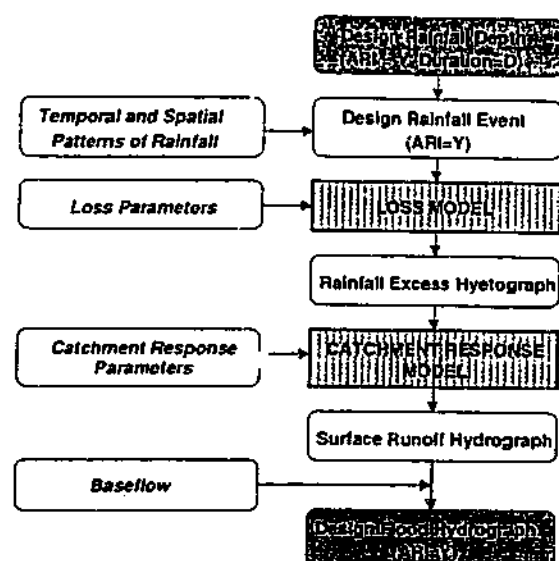 Design Rainfall Depth
(ARI=Y, Duration=D)
Temporal and Spatial
Patterns of Rainfall
Design Rainfall Event
(ARI=Y)
Loss Parameters
LOSS MODEL
Rainfall Excess Hyetograph
Catchment Response
Parameters
CATCHMENT RESPONSE
MODEL
Surface Runoff Hydrograph
Baseflow
Design Flood Hydrograph
(ARI=Y)